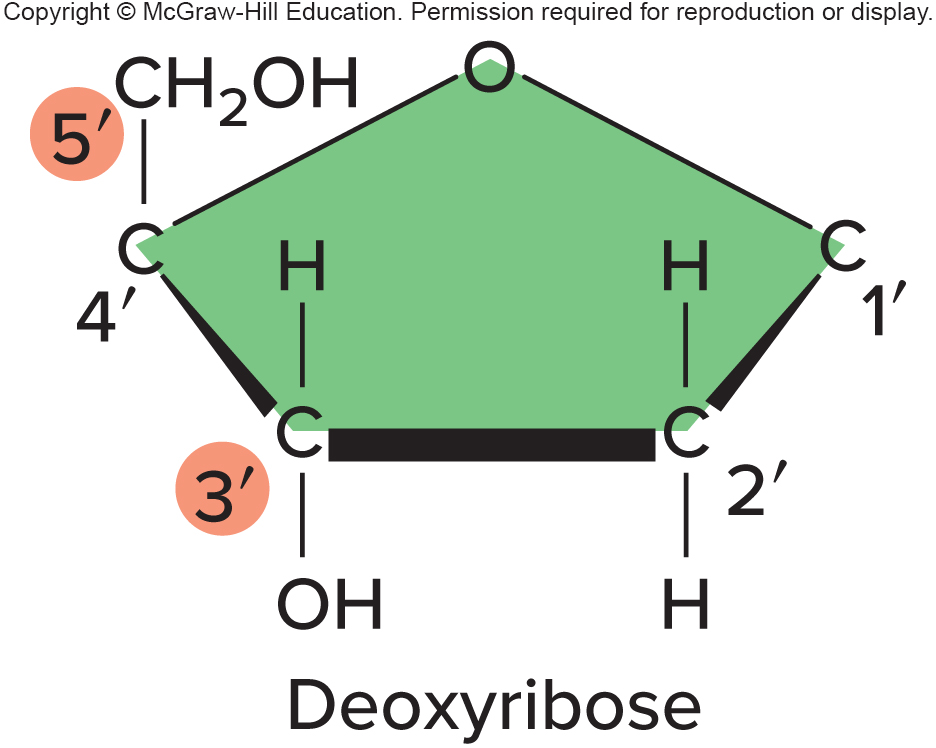 Copyright © McGraw-Hill Education. Permission required for reproduction or display.
CH₂OH
O
5′
C
H
H
C
4′
1′
C
C
3′
2′
OH
H
Deoxyribose